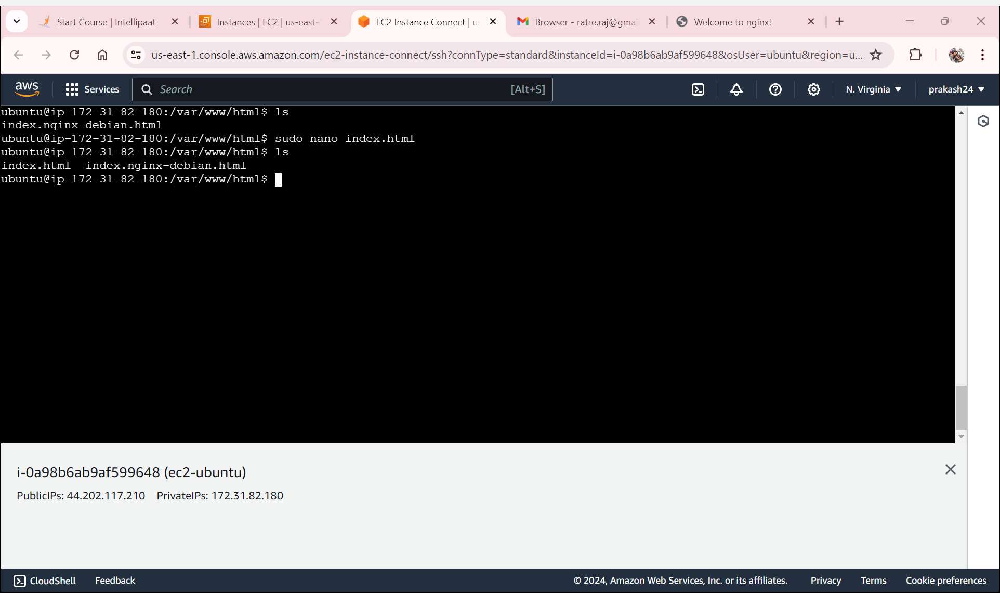 Start Course | Intellipaat
Instances | EC2 | us-east-
EC2 Instance Connect | us
Browser - ratre.raj@gmai
Welcome to nginx!
us-east-1.console.aws.amazon.com/ec2-instance-connect/ssh?connType=standard&instanceId=i-0a98b6ab9af599648&osUser=ubuntu&region=u...
aws
Services
Search
[Alt+S]
N. Virginia
prakash24
ubuntu@ip-172-31-82-180:/var/www/html$ ls
index.nginx-debian.html
ubuntu@ip-172-31-82-180:/var/www/html$ sudo nano index.html
ubuntu@ip-172-31-82-180:/var/www/html$ ls
index.html  index.nginx-debian.html
ubuntu@ip-172-31-82-180:/var/www/html$
i-0a98b6ab9af599648 (ec2-ubuntu)
PublicIPs: 44.202.117.210 PrivateIPs: 172.31.82.180
CloudShell
Feedback
© 2024, Amazon Web Services, Inc. or its affiliates.
Privacy
Terms
Cookie preferences